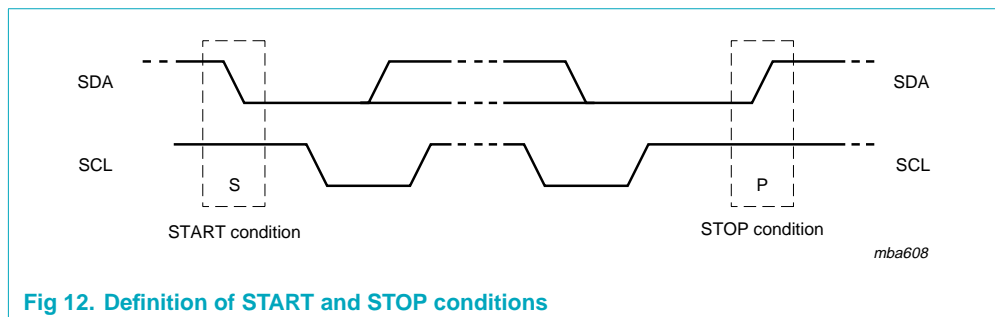 SDA
SDA
SCL
SCL
S
P
START condition
STOP condition
mba608
Fig 12. Definition of START and STOP conditions